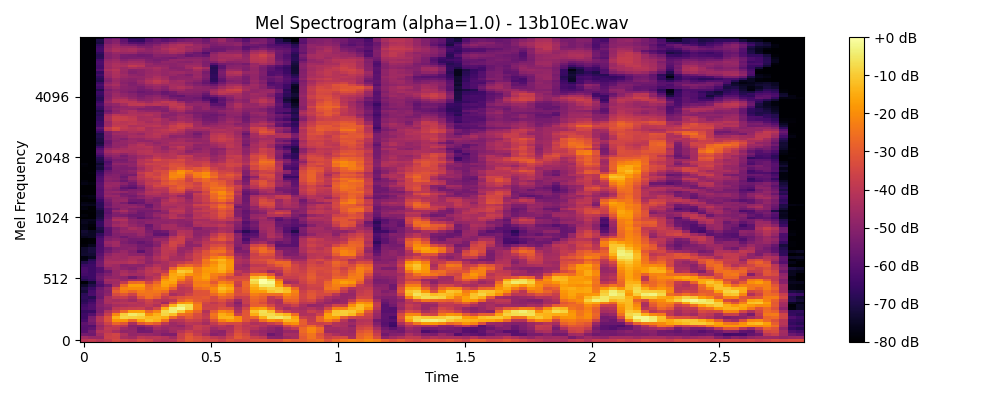 Mel Spectrogram (alpha=1.0) - 13b10Ec.wav
Mel Frequency
4096
2048
1024
512
0
0
0.5
1
1.5
2
2.5
Time
+0 dB
-10 dB
-20 dB
-30 dB
-40 dB
-50 dB
-60 dB
-70 dB
-80 dB